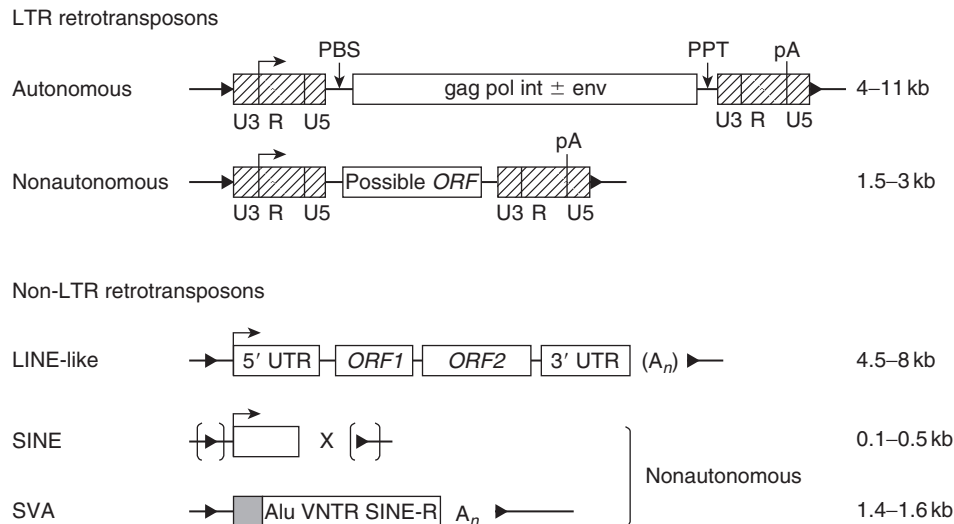 LTR retrotransposons
PBS PPT pA
Autonomous gag pol int ± env 4–11 kb
U3 R U5 U3 R U5
pA
Nonautonomous Possible ORF 1.5–3 kb
U3 R U5 U3 R U5
Non-LTR retrotransposons
LINE-like 5′ UTR ORF1 ORF2 3′ UTR (An) 4.5–8 kb
SINE X 0.1–0.5 kb
Nonautonomous
SVA Alu VNTR SINE-R An 1.4–1.6 kb